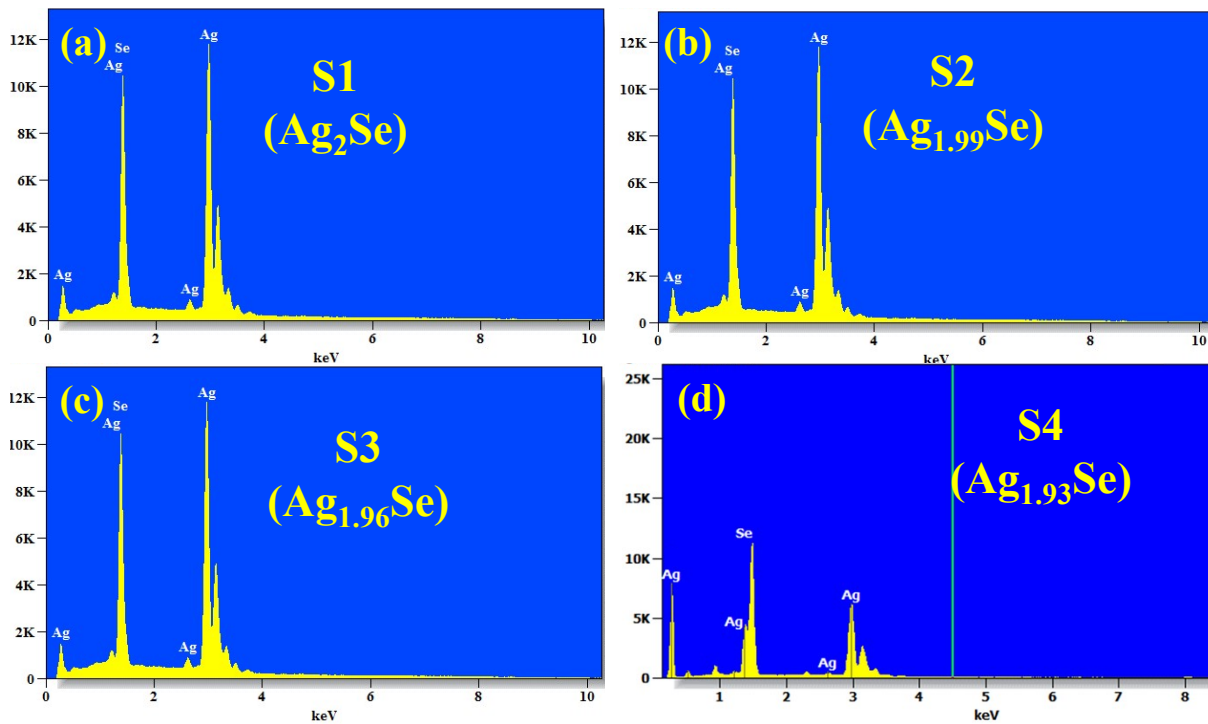 (a)
S1
(Ag2Se)
Se
Ag
Ag
Ag
Ag
12K
10K
8K
6K
4K
2K
0
0 2 4 6 8 10
keV
(b)
S2
(Ag1.99Se)
Se
Ag
Ag
Ag
Ag
12K
10K
8K
6K
4K
2K
0
0 2 4 6 8 10
keV
(c)
S3
(Ag1.96Se)
Se
Ag
Ag
Ag
Ag
12K
10K
8K
6K
4K
2K
0
0 2 4 6 8 10
keV
(d)
S4
(Ag1.93Se)
Se
Ag
Ag
Ag
Ag
25K
20K
15K
10K
5K
0
1 2 3 4 5 6 7 8
keV